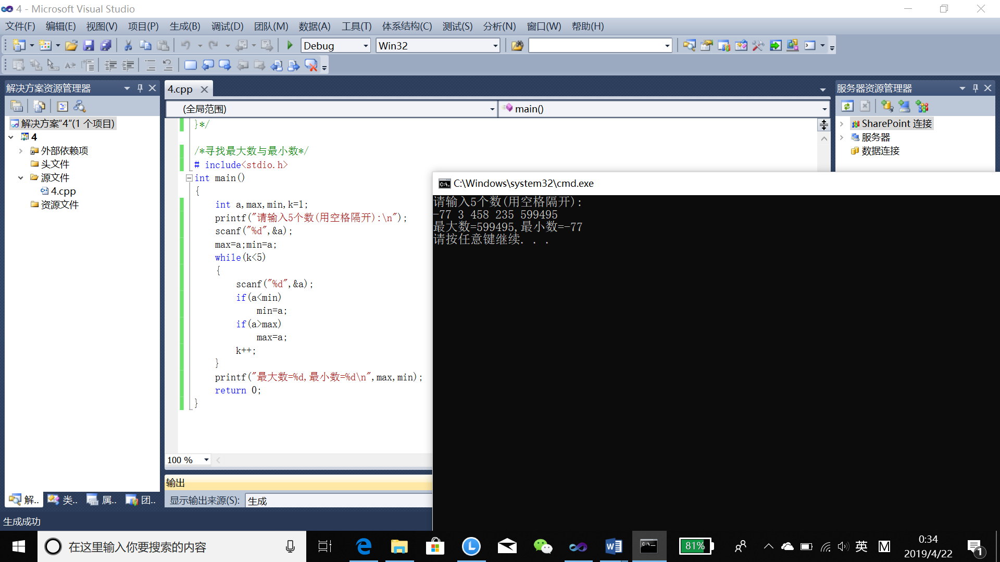 4 - Microsoft Visual Studio
文件(F) 编辑(E) 视图(V) 项目(P) 生成(B) 调试(D) 团队(M) 数据(A) 工具(T) 体系结构(C) 测试(S) 分析(N) 窗口(W) 帮助(H)
Debug Win32
解决方案资源管理器
解决方案“4”(1 个项目)
4
外部依赖项
头文件
源文件
4.cpp
资源文件
解.. 类.. 属.. 团..
4.cpp
(全局范围) main()
}*/
/*寻找最大数与最小数*/
# include<stdio.h>
int main()
{
int a,max,min,k=1;
printf("请输入5个数(用空格隔开):\n");
scanf("%d",&a);
max=a;min=a;
while(k<5)
{
scanf("%d",&a);
if(a<min)
min=a;
if(a>max)
max=a;
k++;
}
printf("最大数=%d,最小数=%d\n",max,min);
return 0;
}
100 %
输出
显示输出来源(S): 生成
服务器资源管理器
SharePoint 连接
服务器
数据连接
C:\Windows\system32\cmd.exe
请输入5个数(用空格隔开):
-77 3 458 235 599495
最大数=599495,最小数=-77
请按任意键继续. . .
生成成功
在这里输入你要搜索的内容
81%
英
0:34
2019/4/22
1